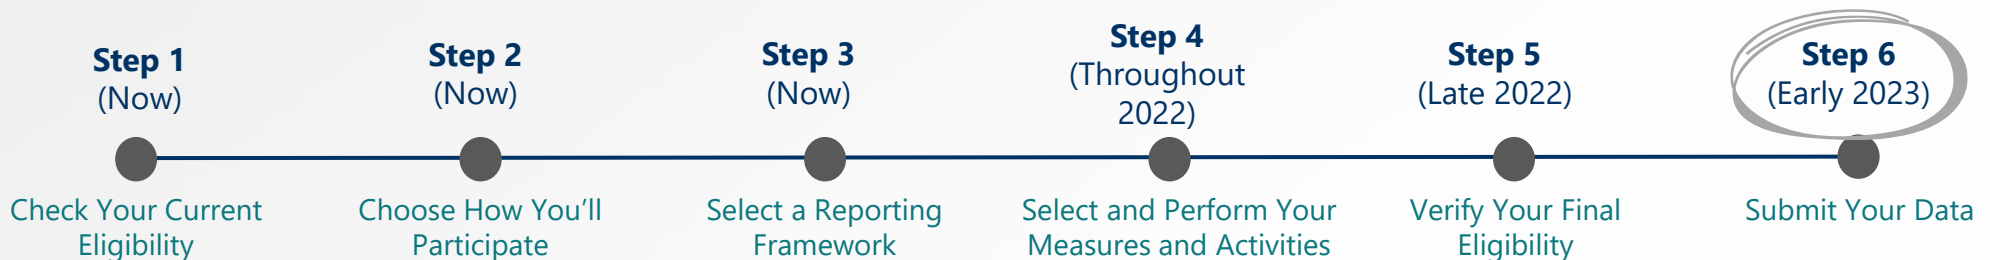 Step 1
(Now)
Check Your Current
Eligibility
Step 2
(Now)
Choose How You'll
Participate
Step 3
(Now)
Select a Reporting
Framework
Step 4
(Throughout
2022)
Select and Perform Your
Measures and Activities
Step 5
(Late 2022)
Verify Your Final
Eligibility
Step 6
(Early 2023)
Submit Your Data